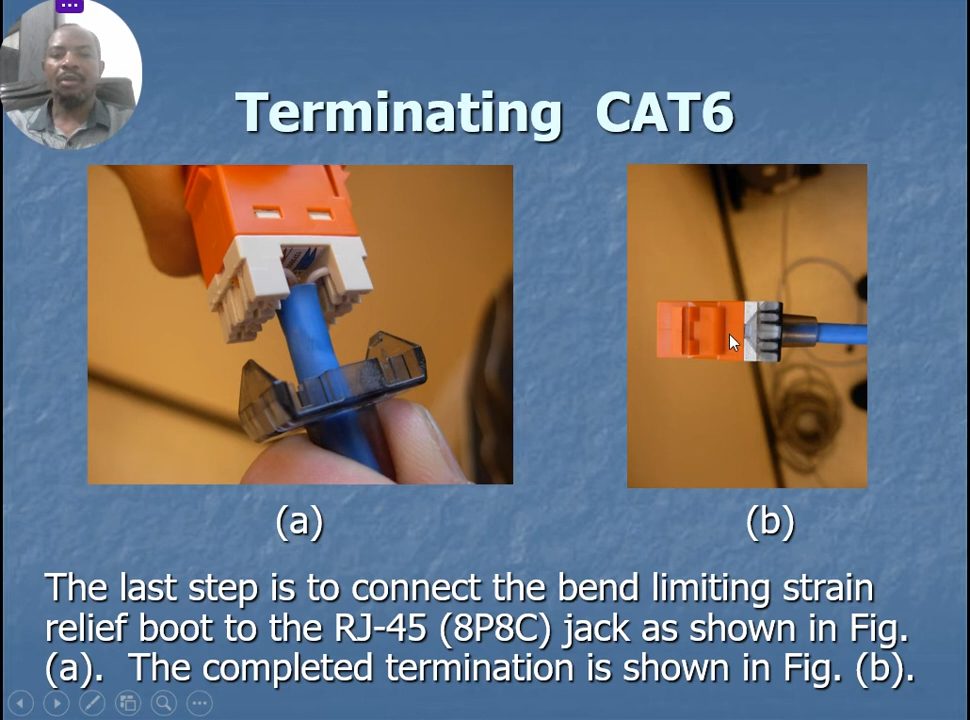 Terminating CAT6
(a)
(b)
The last step is to connect the bend limiting strain
relief boot to the RJ-45 (8P8C) jack as shown in Fig.
(a). The completed termination is shown in Fig. (b).